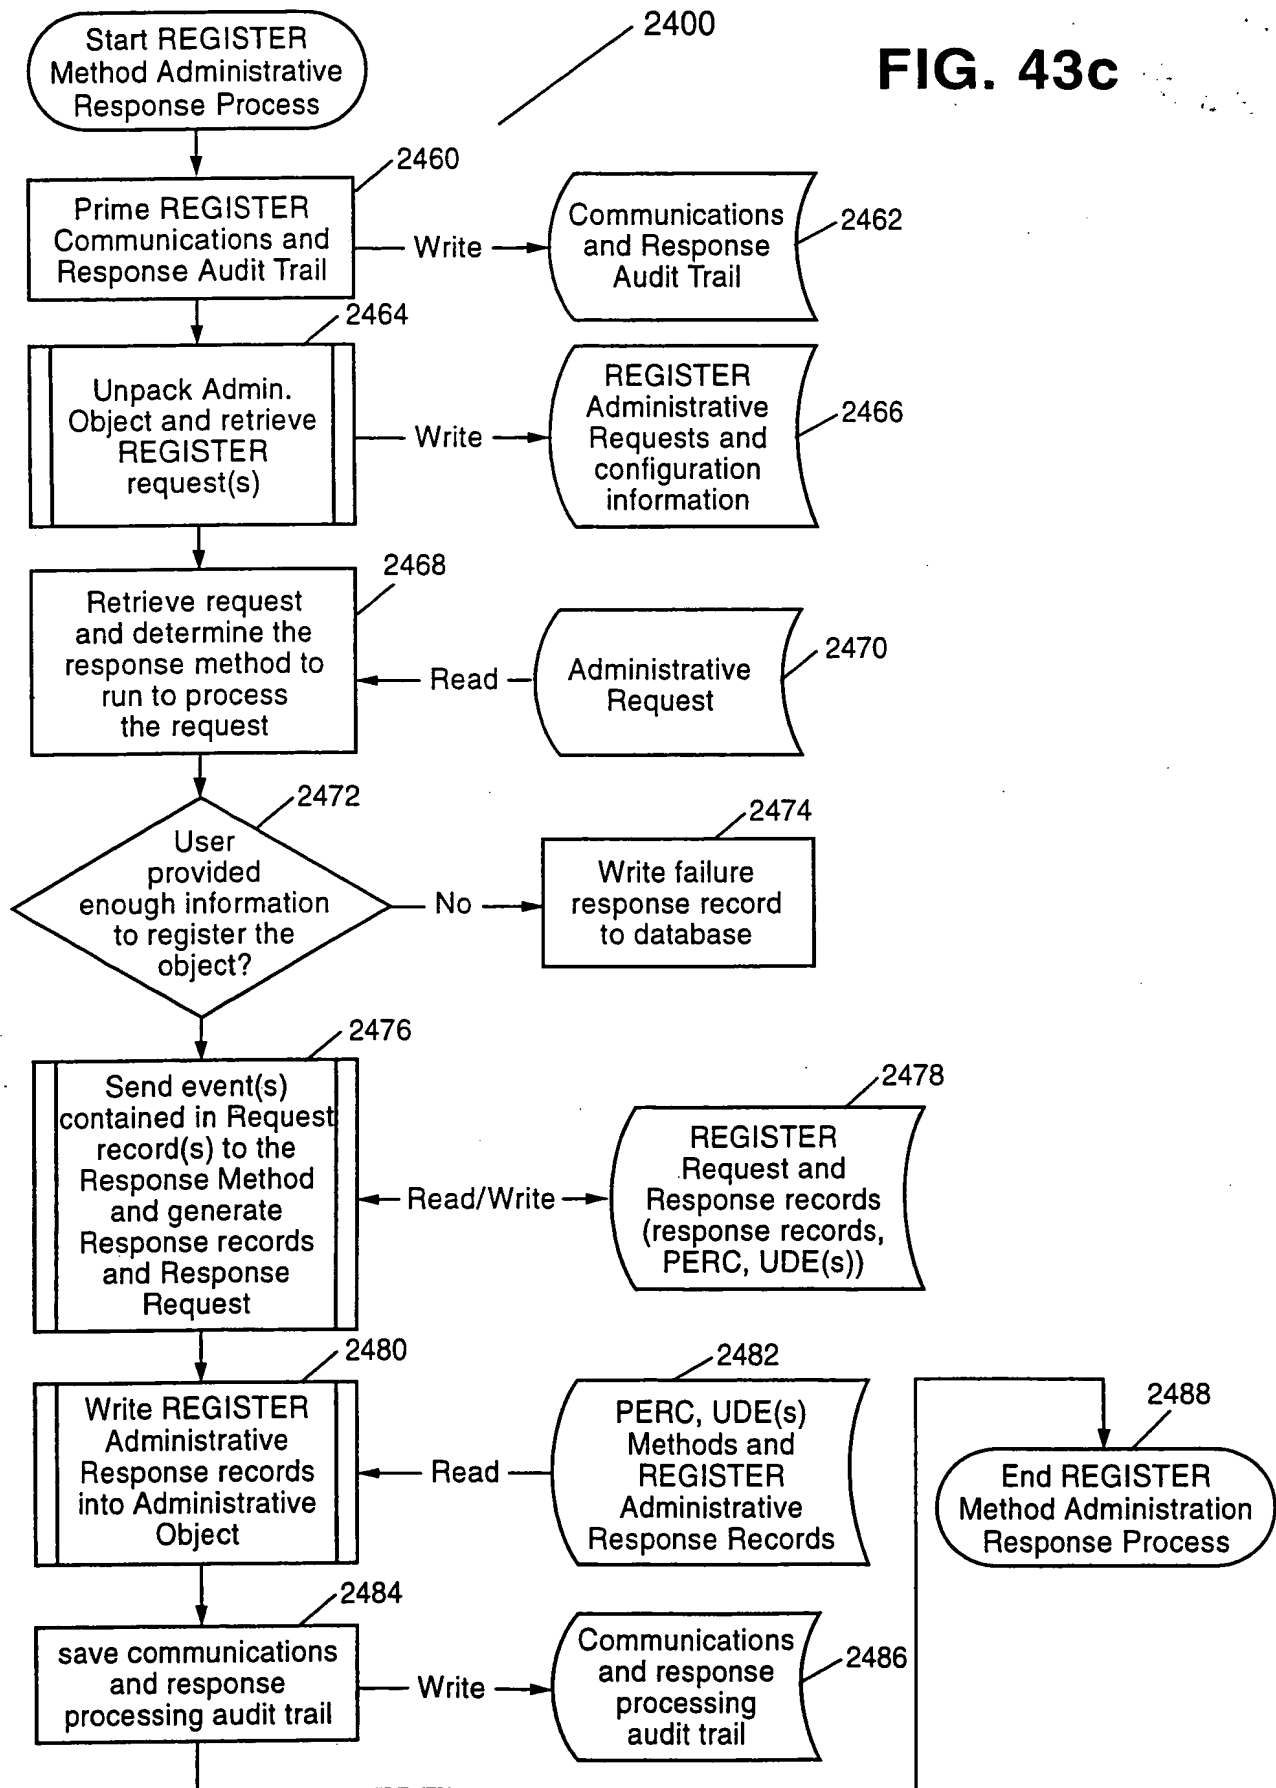 2400
FIG. 43c
Start REGISTER
Method Administrative
Response Process
2460
Prime REGISTER
Communications and
Response Audit Trail
Write
Communications
and Response
Audit Trail
2462
2464
Unpack Admin.
Object and retrieve
REGISTER
request(s)
Write
REGISTER
Administrative
Requests and
configuration
information
2466
2468
Retrieve request
and determine the
response method to
run to process
the request
Read
Administrative
Request
2470
2472
User
provided
enough information
to register the
object?
No
2474
Write failure
response record
to database
2476
Send event(s)
contained in Request
record(s) to the
Response Method
and generate
Response records
and Response
Request
Read/Write
2478
REGISTER
Request and
Response records
(response records,
PERC, UDE(s))
2480
Write REGISTER
Administrative
Response records
into Administrative
Object
Read
2482
PERC, UDE(s)
Methods and
REGISTER
Administrative
Response Records
2488
End REGISTER
Method Administration
Response Process
2484
save communications
and response
processing audit trail
Write
Communications
and response
processing
audit trail
2486